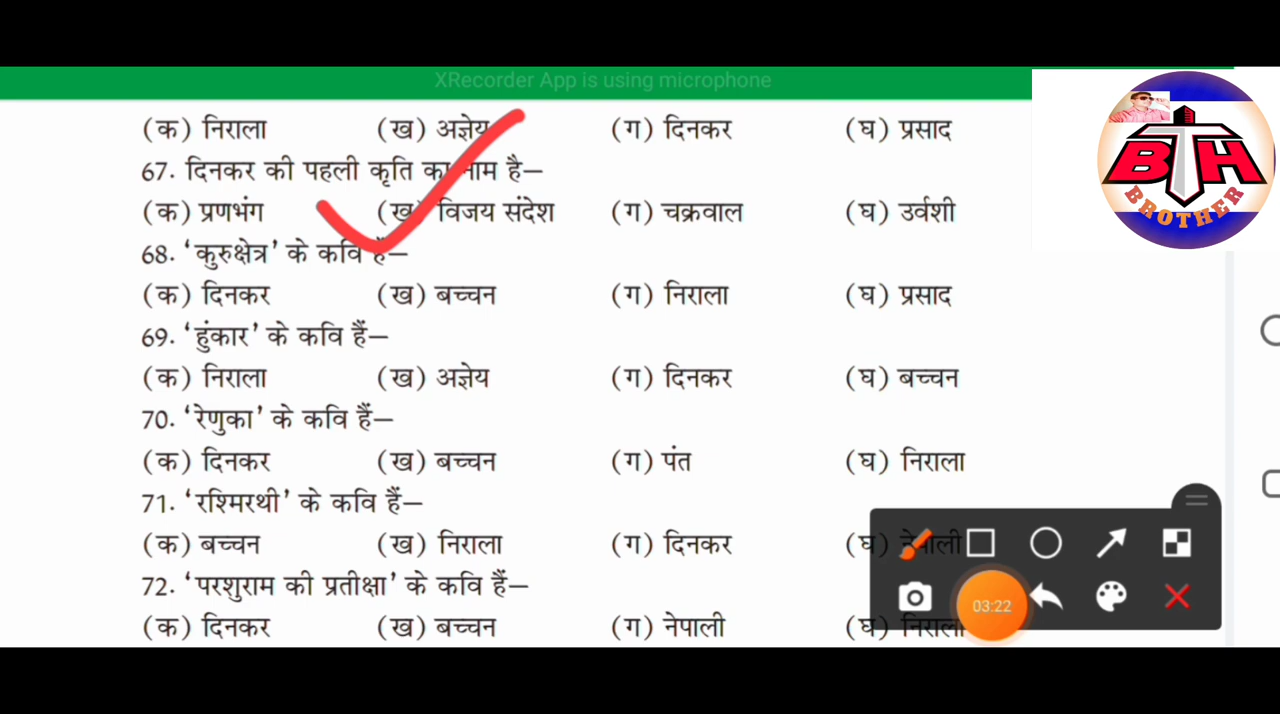 XRecorder App is using microphone
(क) निराला (ख) अज्ञेय (ग) दिनकर (घ) प्रसाद
67. दिनकर की पहली कृति का नाम है–
(क) प्रणभंग (ख) विजय संदेश (ग) चक्रवाल (घ) उर्वशी
68. ‘कुरुक्षेत्र’ के कवि हैं–
(क) दिनकर (ख) बच्चन (ग) निराला (घ) प्रसाद
69. ‘हुंकार’ के कवि हैं–
(क) निराला (ख) अज्ञेय (ग) दिनकर (घ) बच्चन
70. ‘रेणुका’ के कवि हैं–
(क) दिनकर (ख) बच्चन (ग) पंत (घ) निराला
71. ‘रश्मिरथी’ के कवि हैं–
(क) बच्चन (ख) निराला (ग) दिनकर (घ) नेपाली
72. ‘परशुराम की प्रतीक्षा’ के कवि हैं–
(क) दिनकर (ख) बच्चन (ग) नेपाली (घ) निराला
BTH
BROTHER
03:22